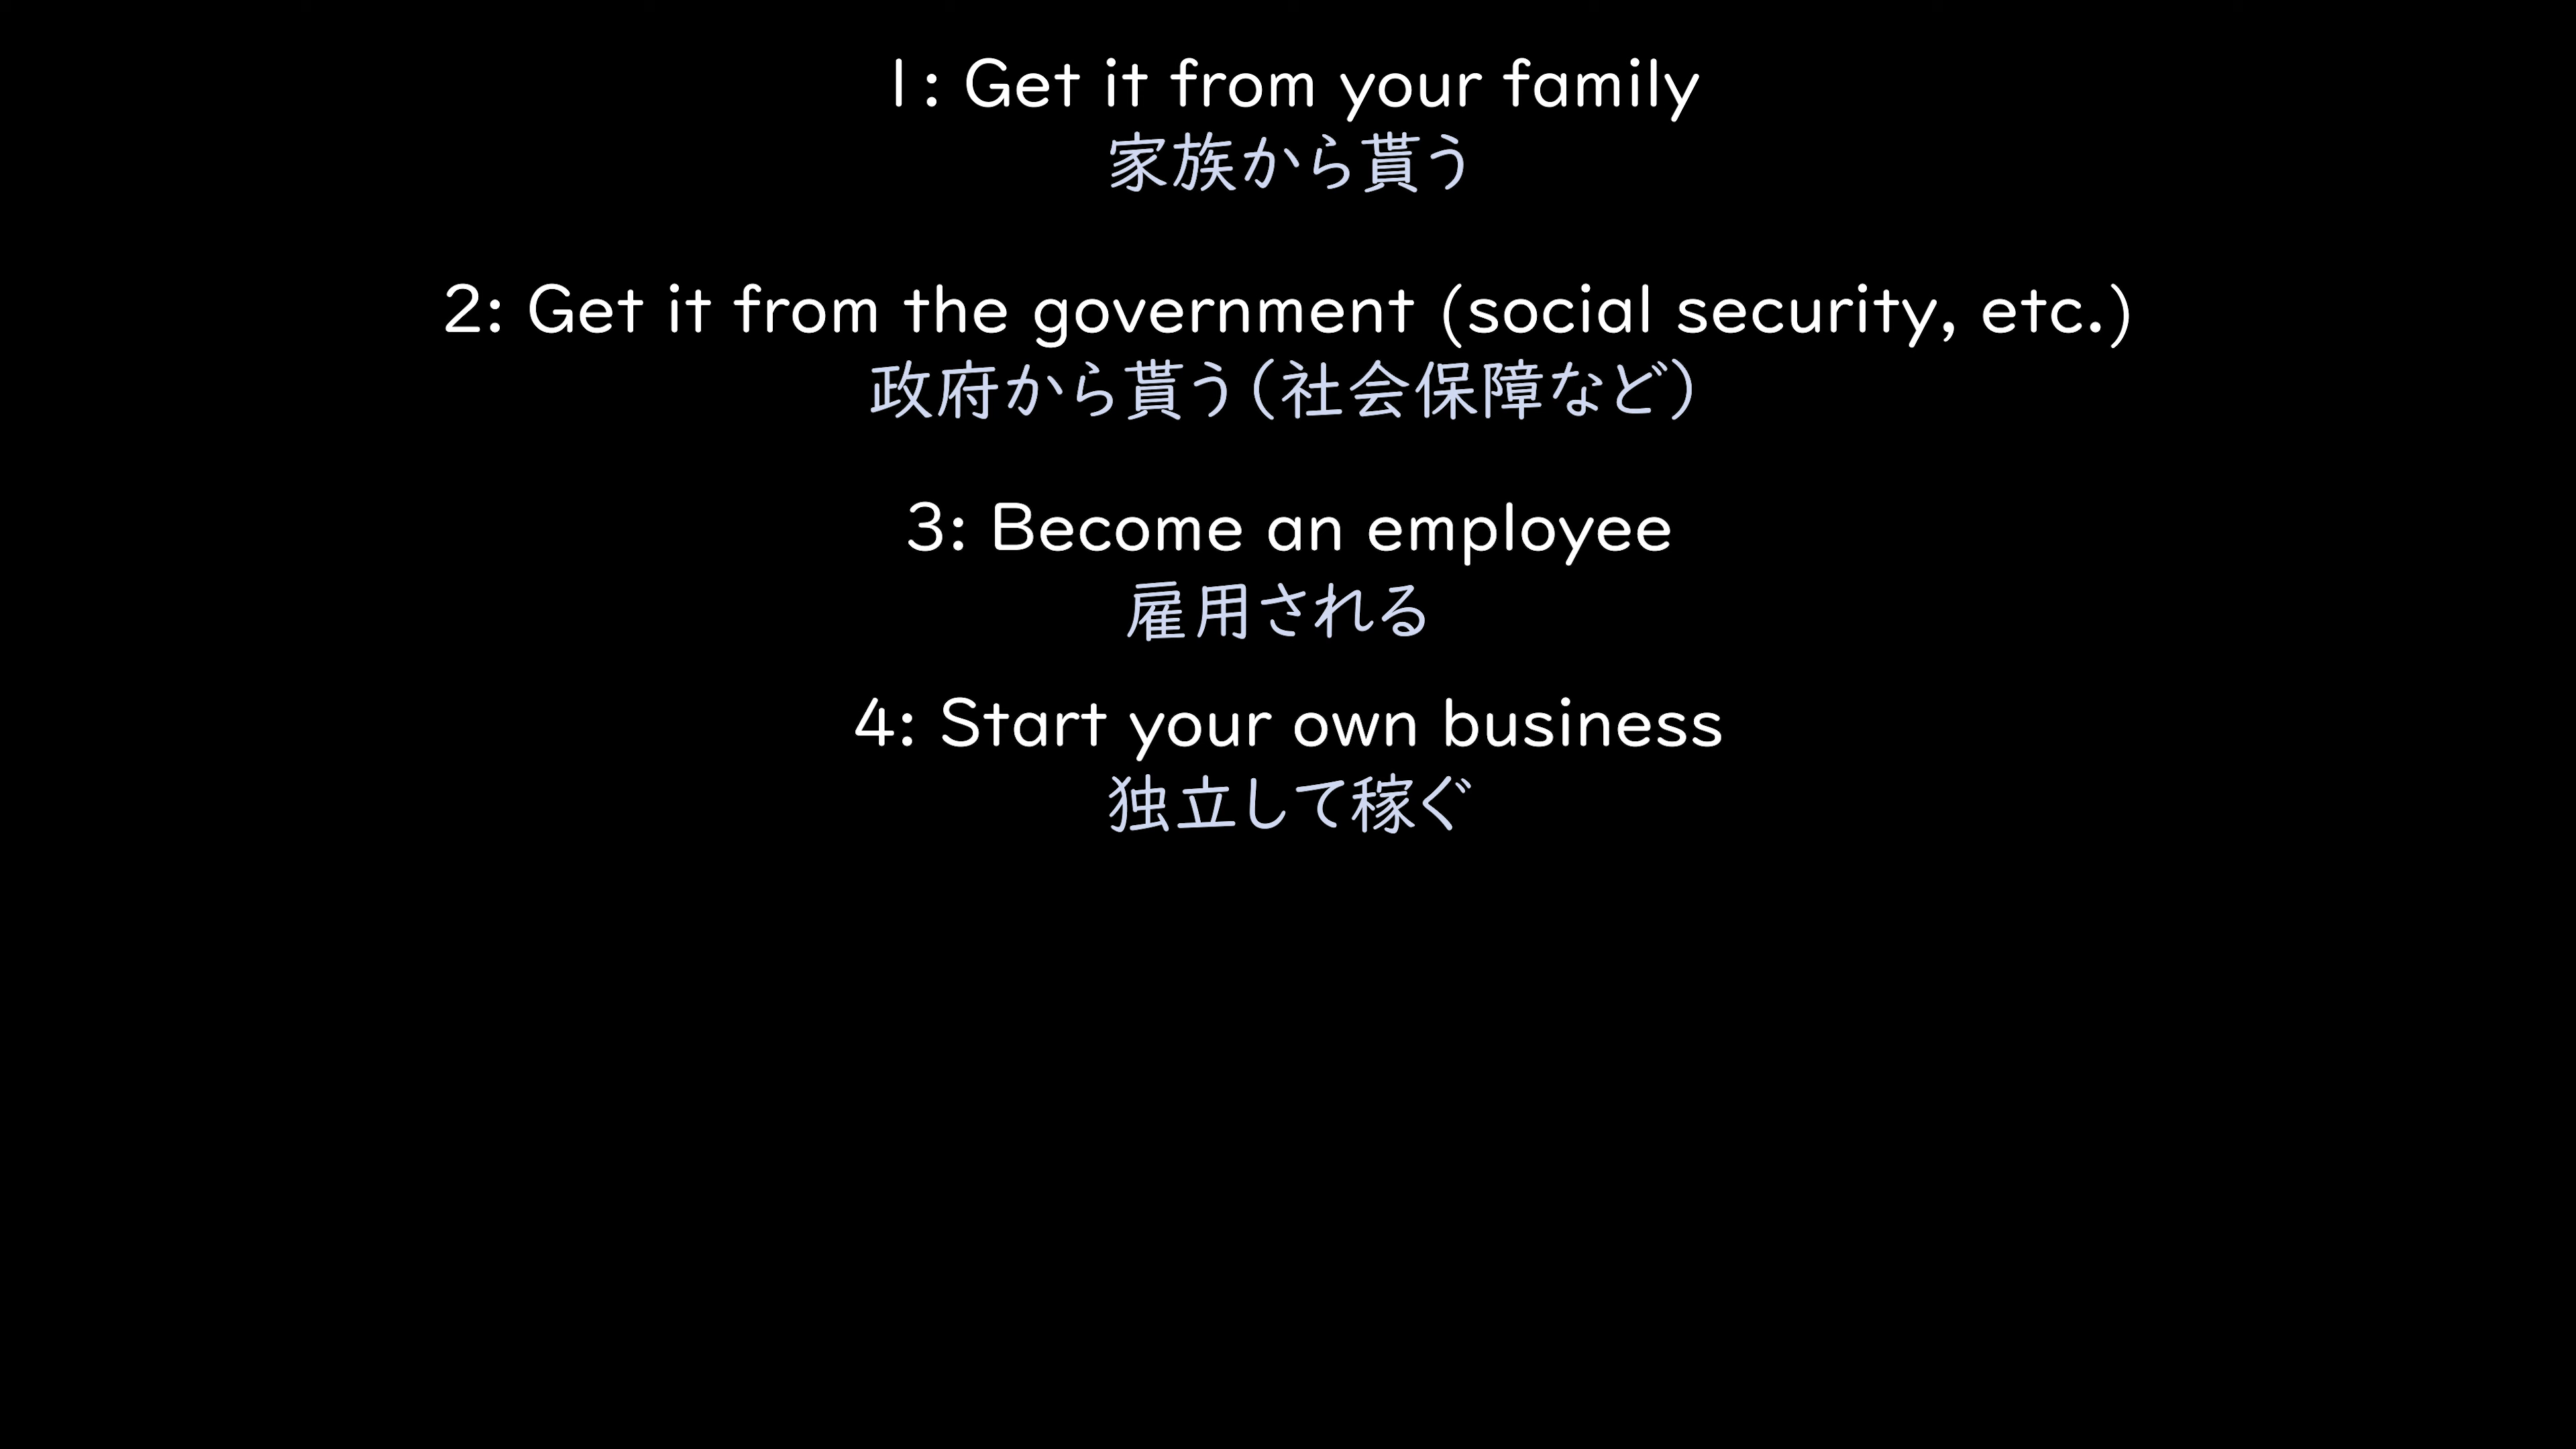 1: Get it from your family
家族から貰う
2: Get it from the government (social security, etc.)
政府から貰う(社会保障など)
3: Become an employee
雇用される
4: Start your own business
独立して稼ぐ